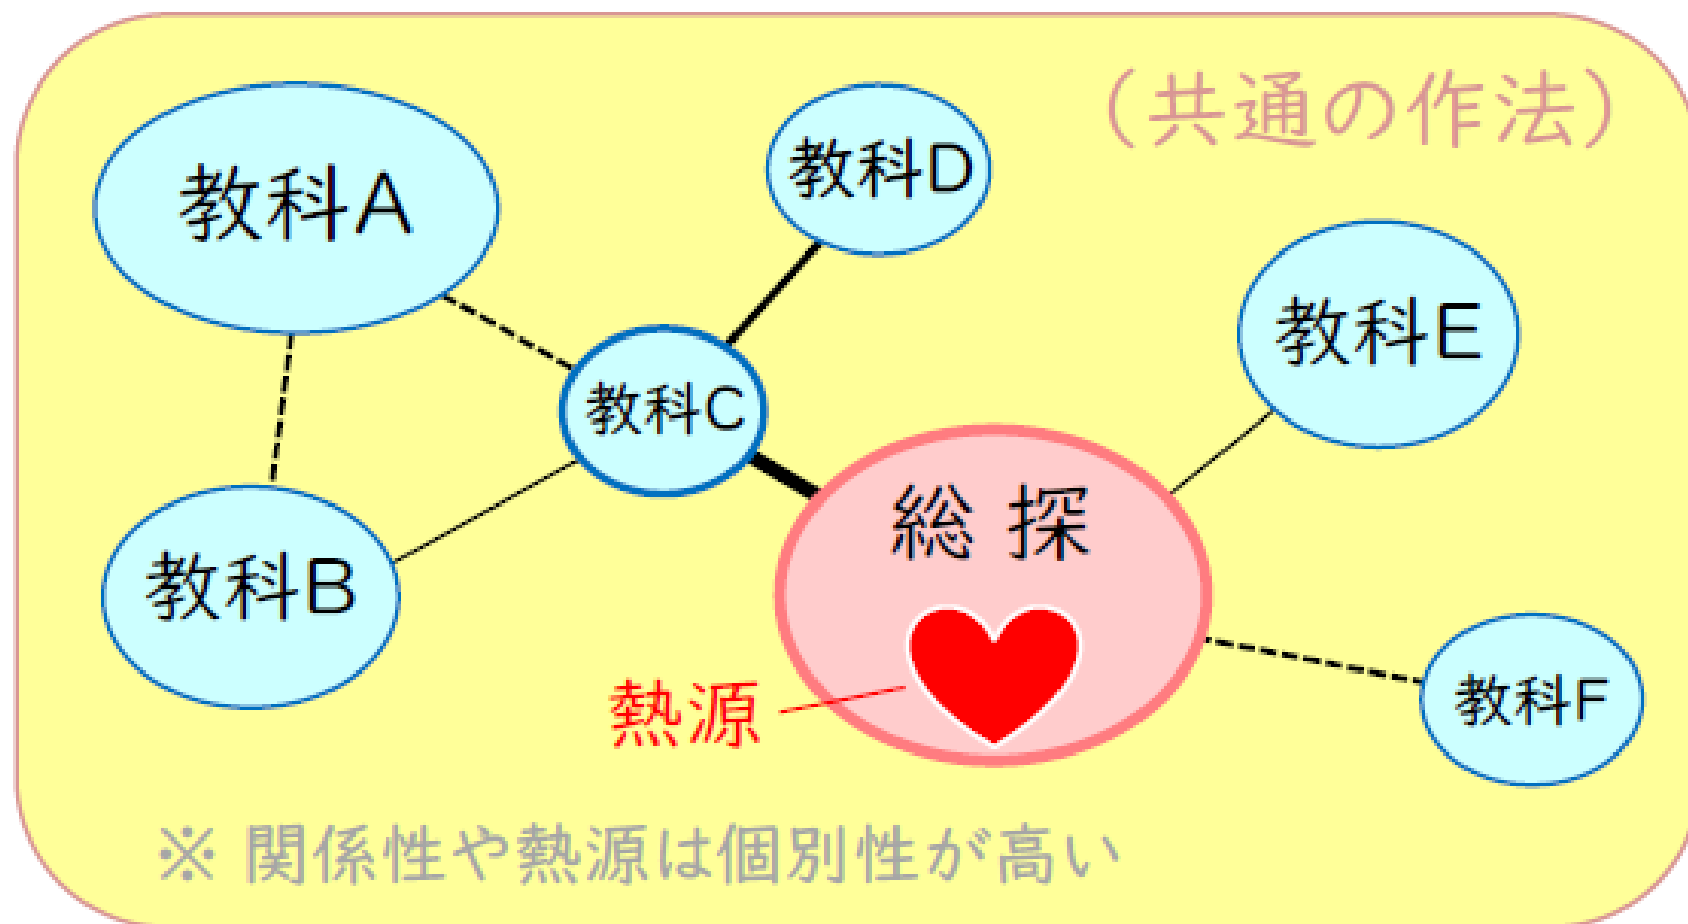 （共通の作法）
教科A
教科D
教科E
教科C
総 探
教科B
熱源
教科F
※ 関係性や熱源は個別性が高い